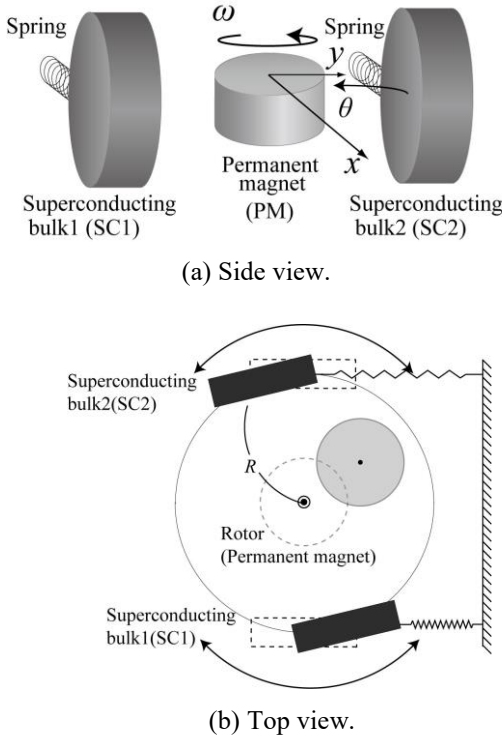 Spring
ω
Spring
y
θ
x
Superconducting
bulk1 (SC1)
Permanent
magnet
(PM)
Superconducting
bulk2 (SC2)
(a) Side view.
Superconducting
bulk2(SC2)
R
Rotor
(Permanent magnet)
Superconducting
bulk1(SC1)
(b) Top view.